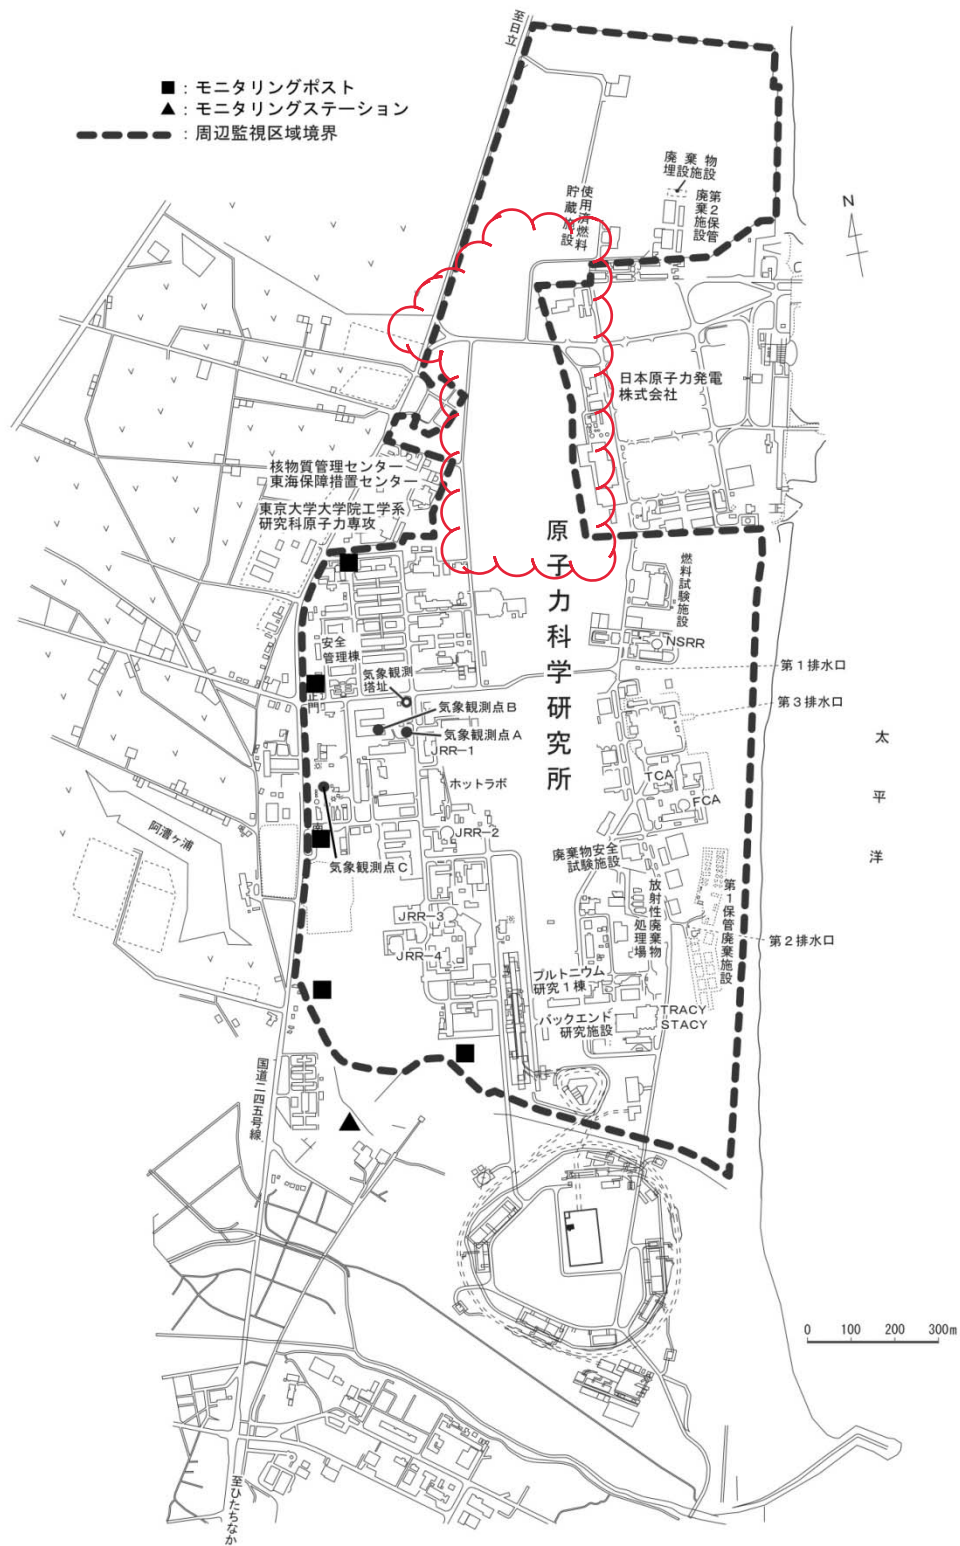 至日立
■：モニタリングポスト
▲：モニタリングステーション
：周辺監視区域境界
廃棄物
埋設施設
使用済燃料
貯蔵施設
第2保管
廃棄施設
N
日本原子力発電
株式会社
核物質管理センター
東海保障措置センター
東京大学大学院工学系
研究科原子力専攻
原子力科学研究所
燃料試験施設
NSRR
安全
管理棟
気象観測
塔址
正門
第1排水口
第3排水口
気象観測点B
気象観測点A
JRR-1
太平洋
TCA
ホットラボ
FCA
阿漕ヶ浦
JRR-2
南
気象観測点C
廃棄物安全
試験施設
放射性廃棄物
処理場
第1保管廃棄施設
JRR-3
第2排水口
JRR-4
プルトニウム
研究1棟
TRACY
STACY
バックエンド
研究施設
国道二四五号線
0 100 200 300m
至ひたちなか